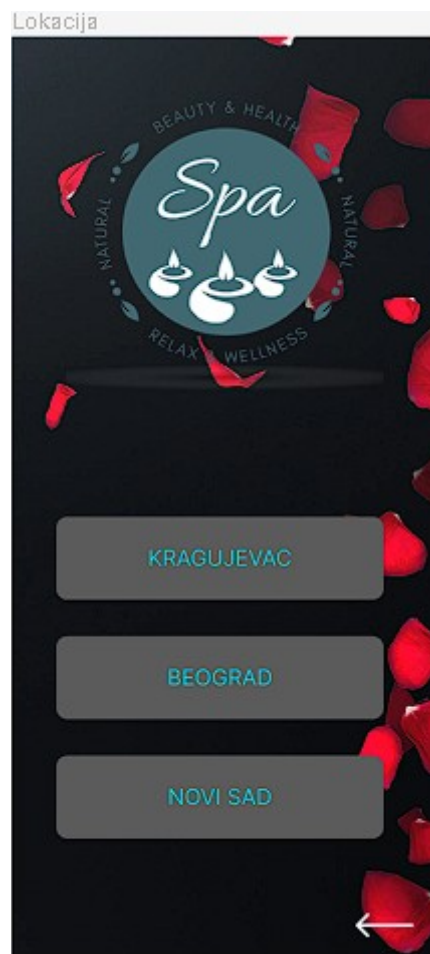 Lokacija
BEAUTY & HEALTH
NATURAL
Spa
NATURAL
RELAX & WELLNESS
KRAGUJEVAC
BEOGRAD
NOVI SAD